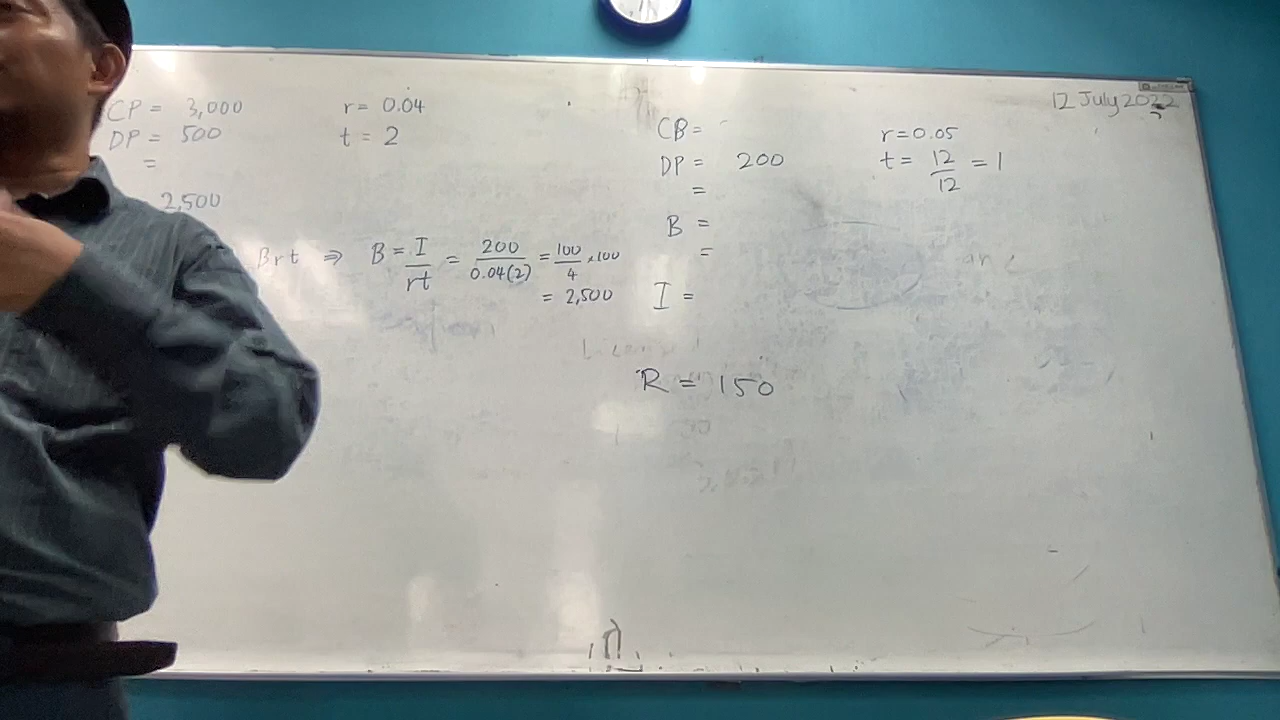 12 July 2022
CP = 3,000 r = 0.04
DP = 500 t = 2
=
2,500
Brt ⇒ B = I/rt = 200/0.04(2) = 100/4 × 100
= 2,500
CB =
DP = 200
=
B =
=
I =
r = 0.05
t = 12/12 = 1
R = 150